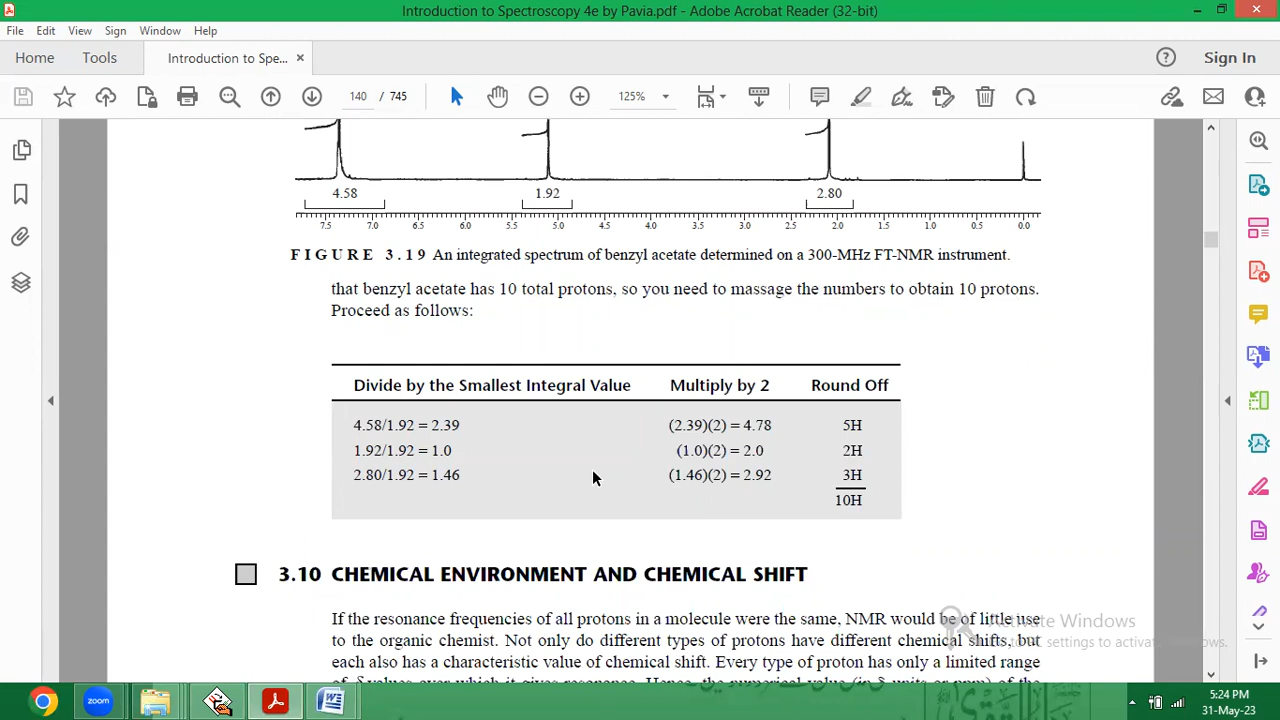 Introduction to Spectroscopy 4e by Pavia.pdf - Adobe Acrobat Reader (32-bit)
File Edit View Sign Window Help
Home Tools Introduction to Spe... × Sign In
140 / 745 125%
4.58 1.92 2.80
7.5 7.0 6.5 6.0 5.5 5.0 4.5 4.0 3.5 3.0 2.5 2.0 1.5 1.0 0.5 0.0
FIGURE 3.19 An integrated spectrum of benzyl acetate determined on a 300-MHz FT-NMR instrument.
that benzyl acetate has 10 total protons, so you need to massage the numbers to obtain 10 protons.
Proceed as follows:
Divide by the Smallest Integral Value Multiply by 2 Round Off
4.58/1.92 = 2.39 (2.39)(2) = 4.78 5H
1.92/1.92 = 1.0 (1.0)(2) = 2.0 2H
2.80/1.92 = 1.46 (1.46)(2) = 2.92 3H
10H
3.10 CHEMICAL ENVIRONMENT AND CHEMICAL SHIFT
If the resonance frequencies of all protons in a molecule were the same, NMR would be of little use
to the organic chemist. Not only do different types of protons have different chemical shifts, but
each also has a characteristic value of chemical shift. Every type of proton has only a limited range
Activate Windows
Go to PC settings to activate Windows.
zoom
5:24 PM
31-May-23